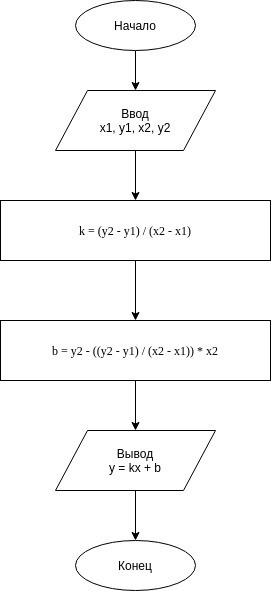 Начало
Ввод
x1, y1, x2, y2
k = (y2 - y1) / (x2 - x1)
b = y2 - ((y2 - y1) / (x2 - x1)) * x2
Вывод
y = kx + b
Конец